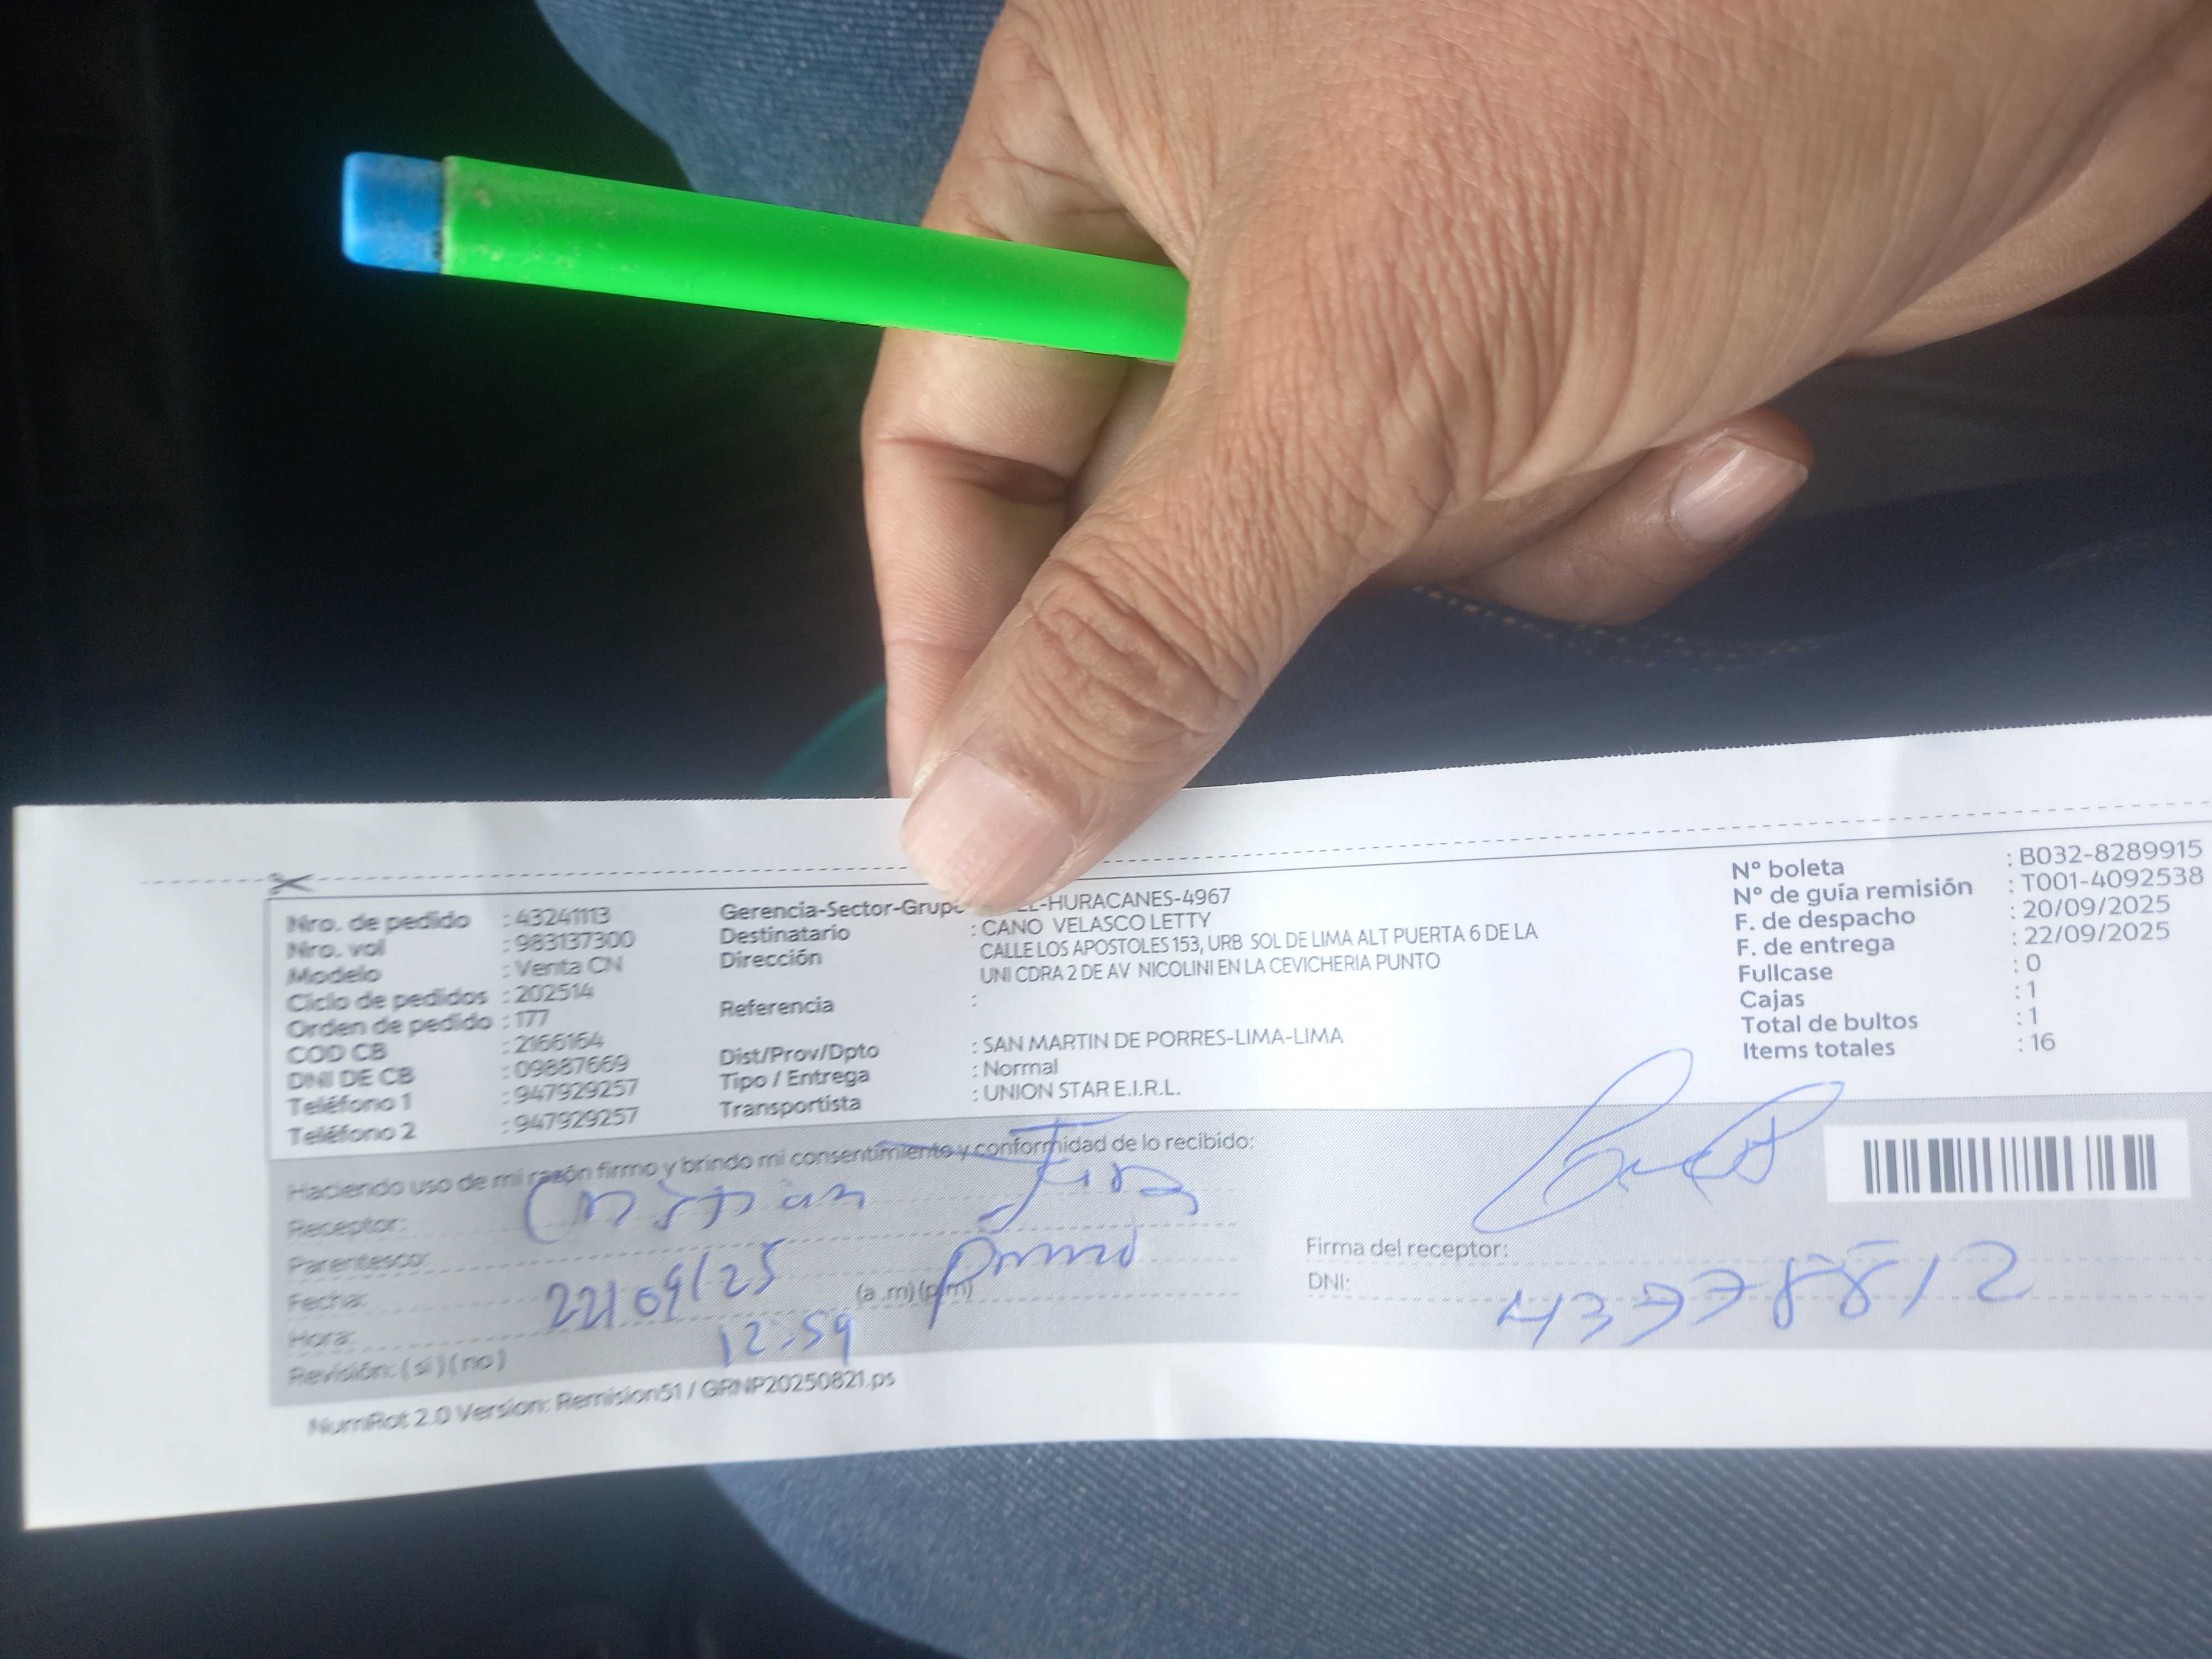 Nro. de pedido : 43241113
Nro. vol : 983137300
Modelo : Venta CN
Ciclo de pedidos : 202514
Orden de pedido : 177
COD CB : 2166164
DNI DE CB : 09887669
Teléfono 1 : 947929257
Teléfono 2 : 947929257
Gerencia-Sector-Grupo -HURACANES-4967
Destinatario : CANO VELASCO LETTY
Dirección CALLE LOS APOSTOLES 153, URB SOL DE LIMA ALT PUERTA 6 DE LA
UNI CDRA 2 DE AV NICOLINI EN LA CEVICHERIA PUNTO
Referencia :
Dist/Prov/Dpto : SAN MARTIN DE PORRES-LIMA-LIMA
Tipo / Entrega : Normal
Transportista : UNION STAR E.I.R.L.
Nº boleta : B032-8289915
Nº de guía remisión : T001-4092538
F. de despacho : 20/09/2025
F. de entrega : 22/09/2025
Fullcase : 0
Cajas : 1
Total de bultos : 1
Items totales : 16
Haciendo uso de mi razón firmo y brindo mi consentimiento y conformidad de lo recibido:
Receptor:
Parentesco:
Fecha: 22/09/25 (a .m) (p.m)
Hora: 12.59
Revisión: ( si ) ( no )
Firma del receptor:
DNI:
NumRot 2.0 Version: Remision51 / GRNP20250821.ps